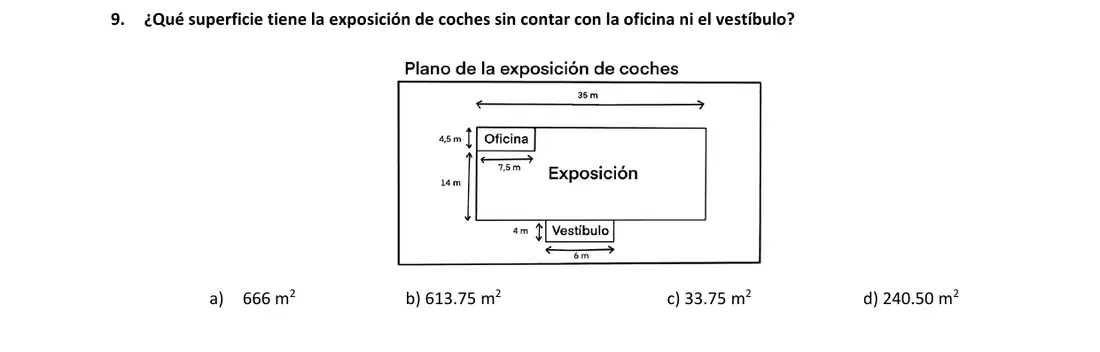 9. ¿Qué superficie tiene la exposición de coches sin contar con la oficina ni el vestíbulo?
Plano de la exposición de coches
36 m
4,5 m
Oficina
7,5 m
14 m
Exposición
4 m
Vestíbulo
6 m
a) 666 m²
b) 613.75 m²
c) 33.75 m²
d) 240.50 m²